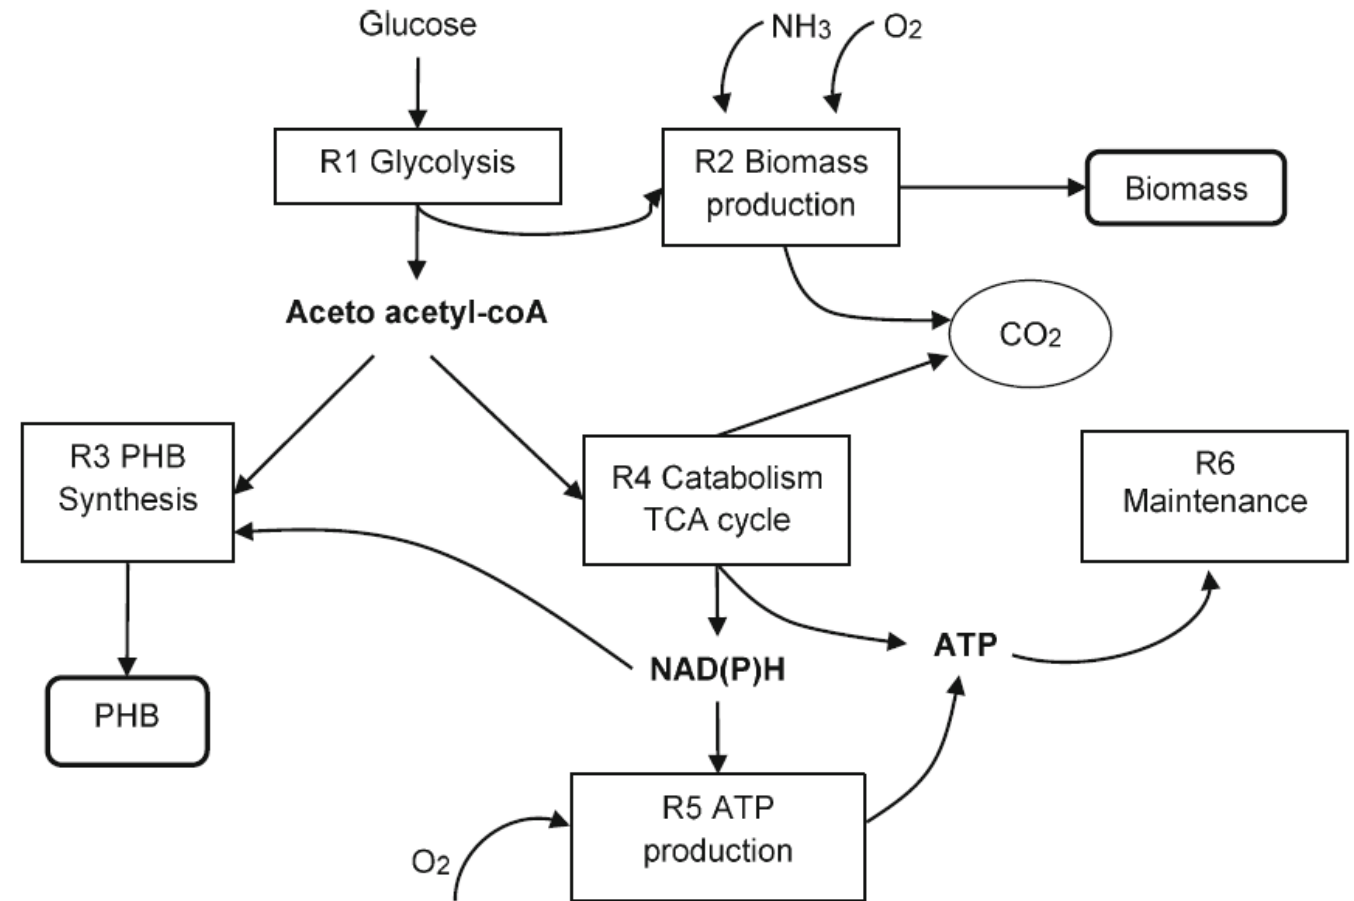 Glucose
NH3
O2
R1 Glycolysis
R2 Biomass
production
Biomass
Aceto acetyl-coA
CO2
R3 PHB
Synthesis
R4 Catabolism
TCA cycle
R6
Maintenance
NAD(P)H
ATP
PHB
R5 ATP
production
O2